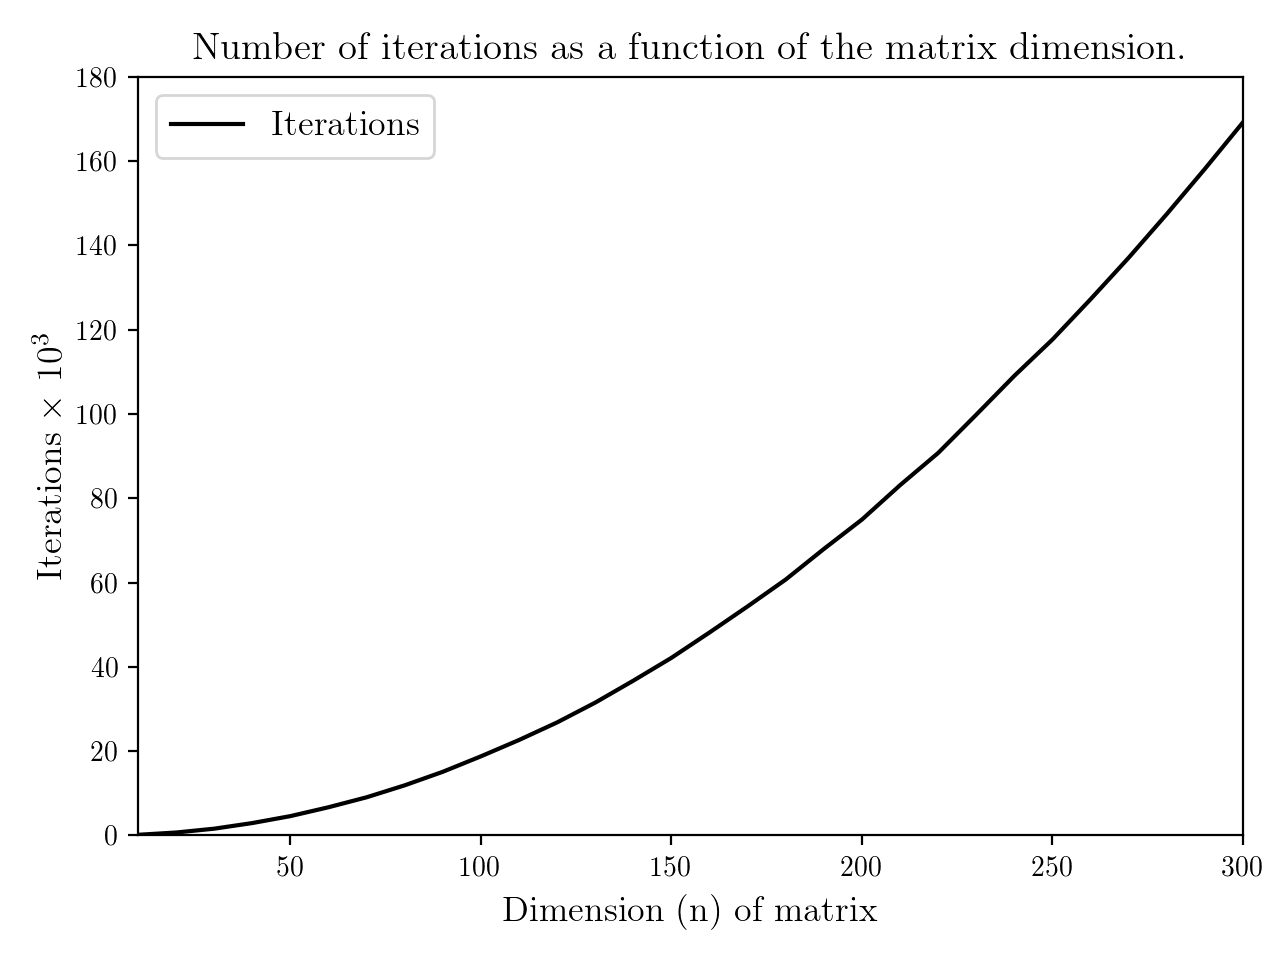 Number of iterations as a function of the matrix dimension.
180
160
140
120
100
80
60
40
20
0
Iterations
Iterations × 10³
50 100 150 200 250 300
Dimension (n) of matrix